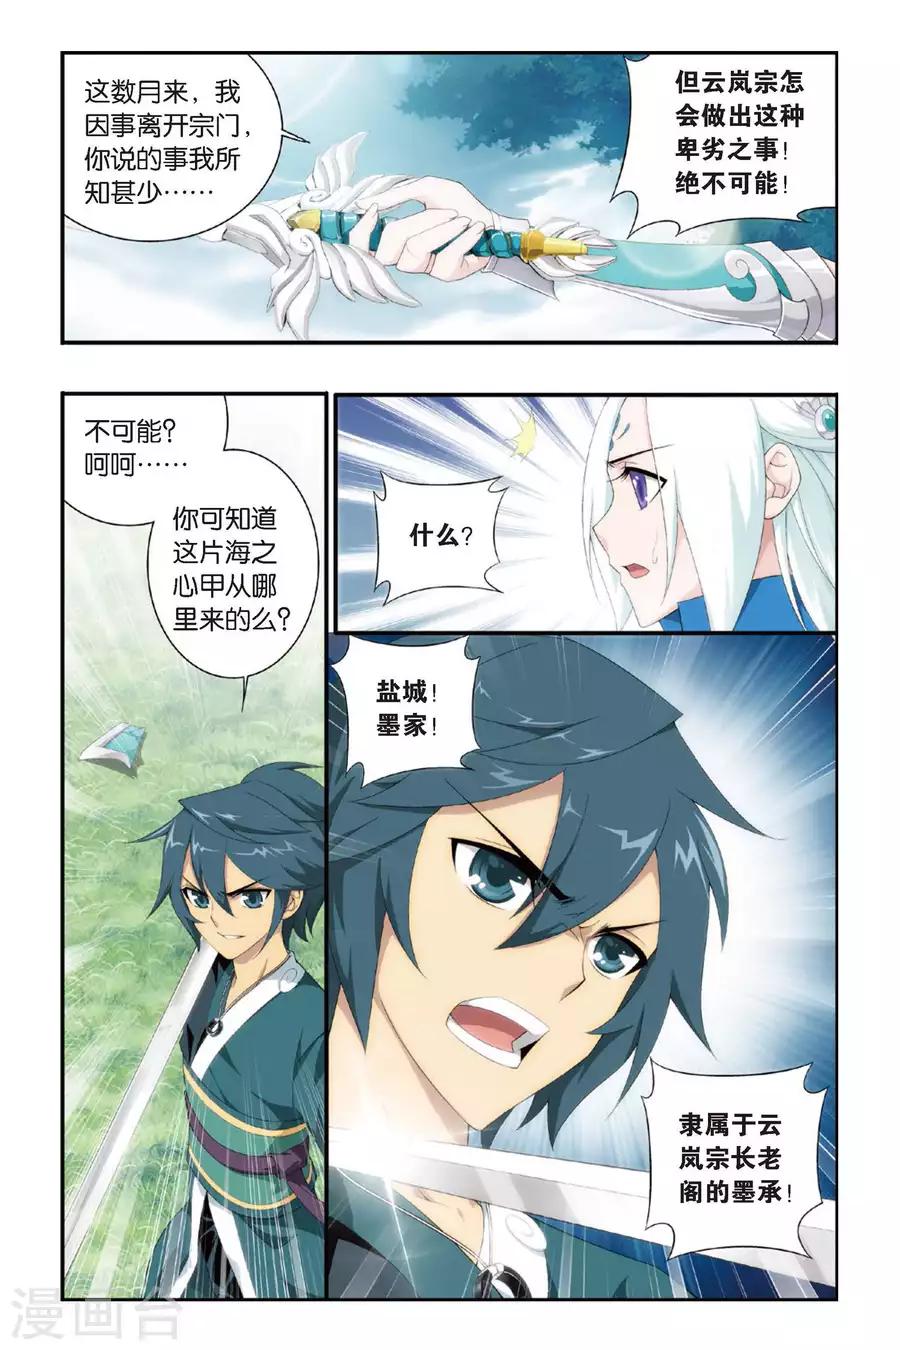 这数月来，我
因事离开宗门，
你说的事我所
知甚少……
但云岚宗怎
会做出这种
卑劣之事！
绝不可能！
不可能？
呵呵……
你可知道
这片海之
心甲从哪
里来的么？
什么？
盐城！
墨家！
隶属于云
岚宗长老
阁的墨承！
漫画台